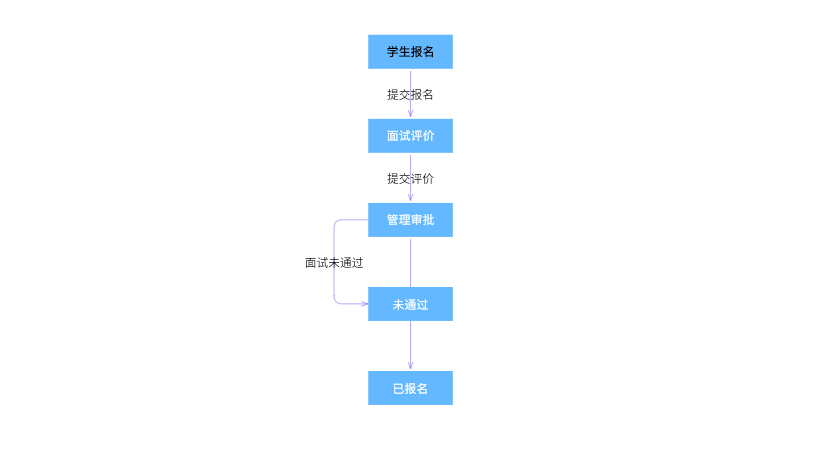 学生报名
提交报名
面试评价
提交评价
管理审批
面试未通过
未通过
已报名